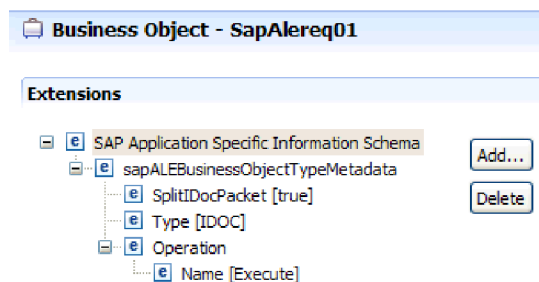 Business Object - SapAlereq01
Extensions
SAP Application Specific Information Schema
Add...
sapALEBusinessObjectTypeMetadata
SplitIDocPacket [true]
Delete
Type [IDOC]
Operation
Name [Execute]